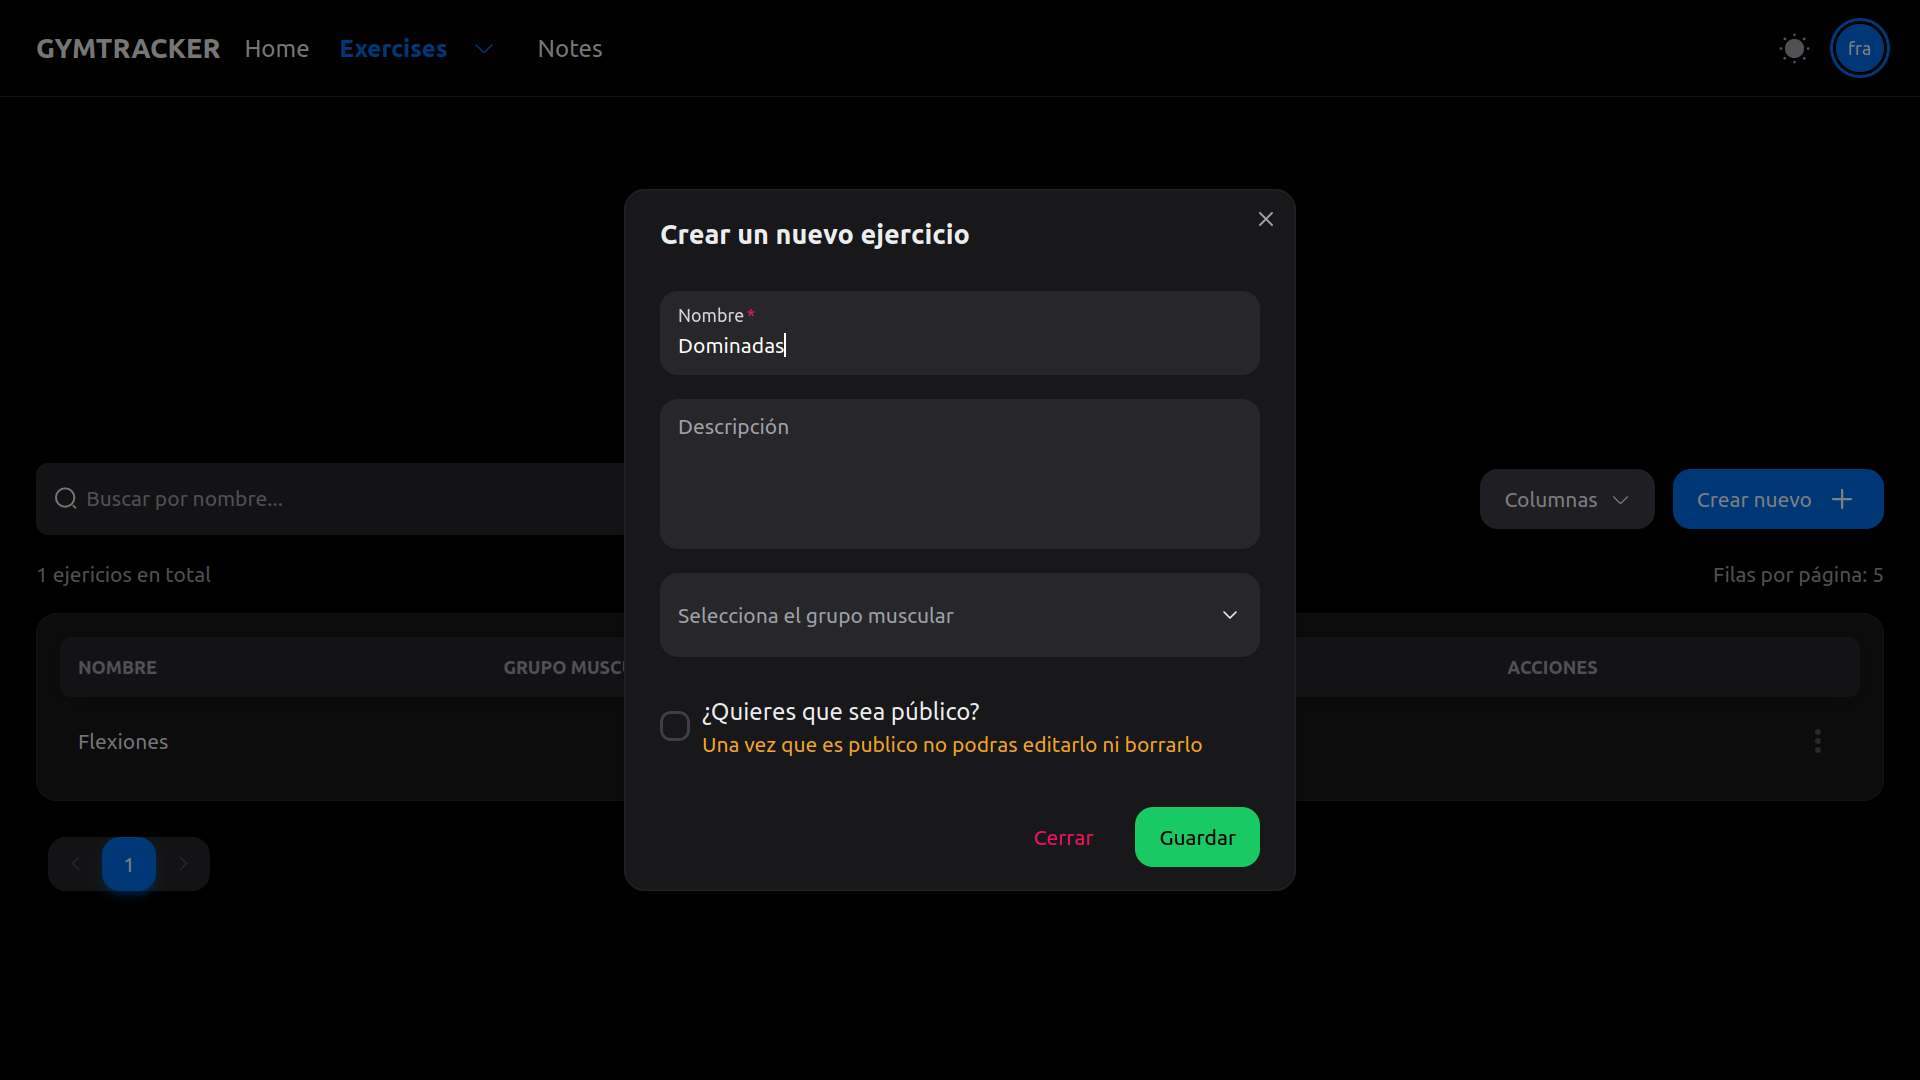 GYMTRACKER Home Exercises Notes
fra
Crear un nuevo ejercicio
Nombre*
Dominadas
Descripción
Buscar por nombre...
Columnas
Crear nuevo
1 ejericios en total
Filas por página: 5
Selecciona el grupo muscular
NOMBRE
GRUPO MUSCU
ACCIONES
¿Quieres que sea público?
Una vez que es publico no podras editarlo ni borrarlo
Flexiones
Cerrar
Guardar
1